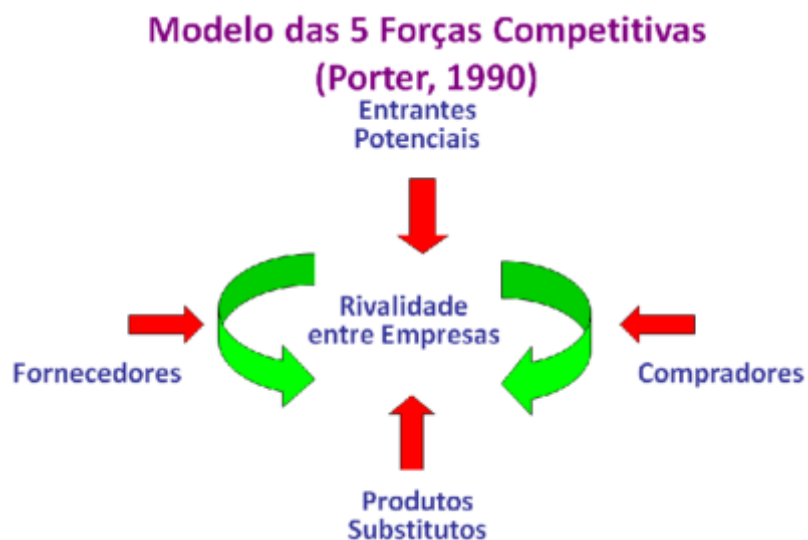 Modelo das 5 Forças Competitivas
(Porter, 1990)
Entrantes
Potenciais
Rivalidade
entre Empresas
Fornecedores
Compradores
Produtos
Substitutos